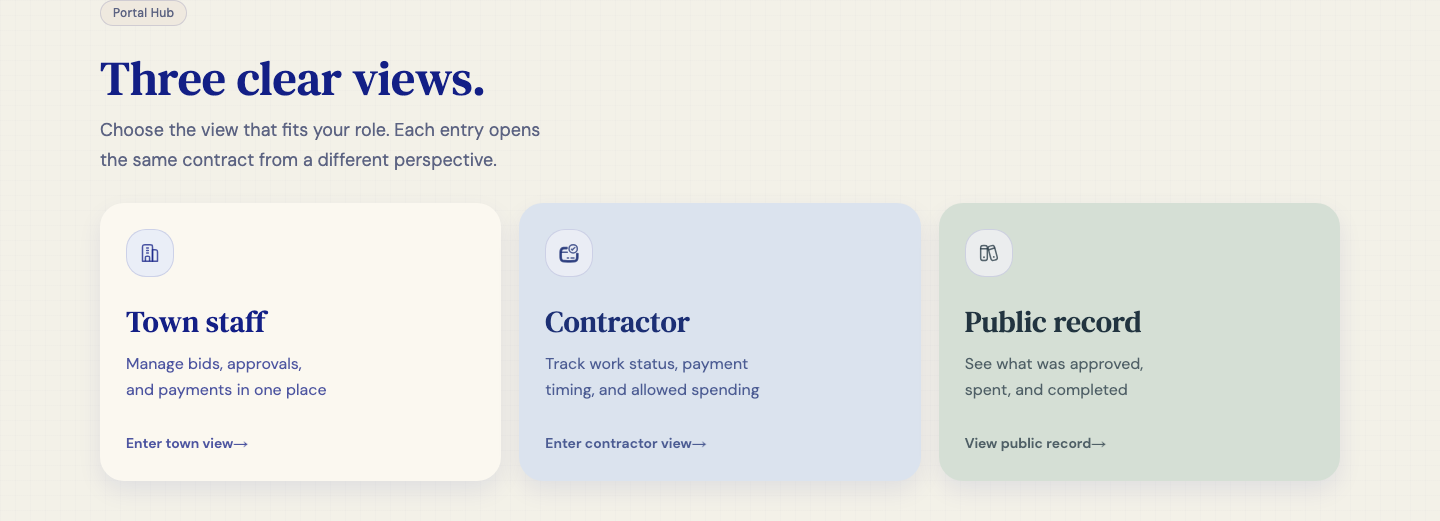 Portal Hub
Three clear views.
Choose the view that fits your role. Each entry opens
the same contract from a different perspective.
Town staff
Manage bids, approvals,
and payments in one place
Enter town view→
Contractor
Track work status, payment
timing, and allowed spending
Enter contractor view→
Public record
See what was approved,
spent, and completed
View public record→